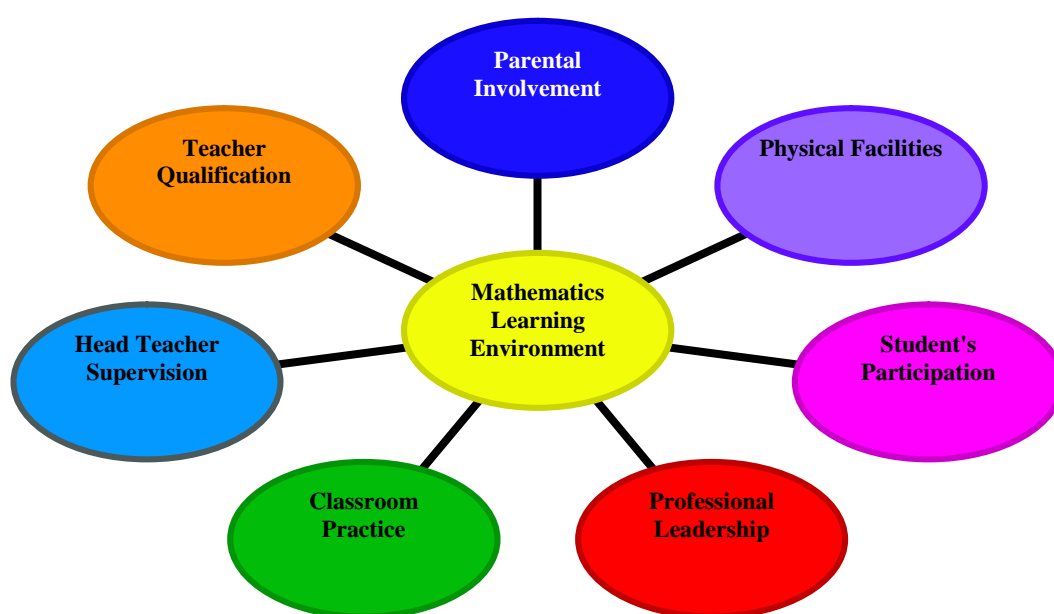 Parental
Involvement
Teacher
Qualification
Physical Facilities
Mathematics
Learning
Environment
Head Teacher
Supervision
Student's
Participation
Classroom
Practice
Professional
Leadership